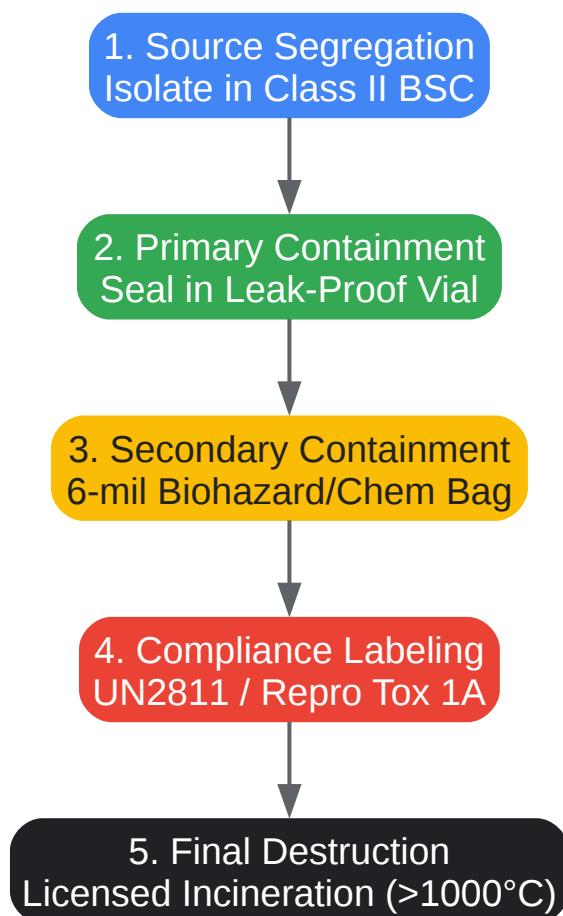 1. Source Segregation
Isolate in Class II BSC
2. Primary Containment
Seal in Leak-Proof Vial
3. Secondary Containment
6-mil Biohazard/Chem Bag
4. Compliance Labeling
UN2811 / Repro Tox 1A
5. Final Destruction
Licensed Incineration (>1000°C)